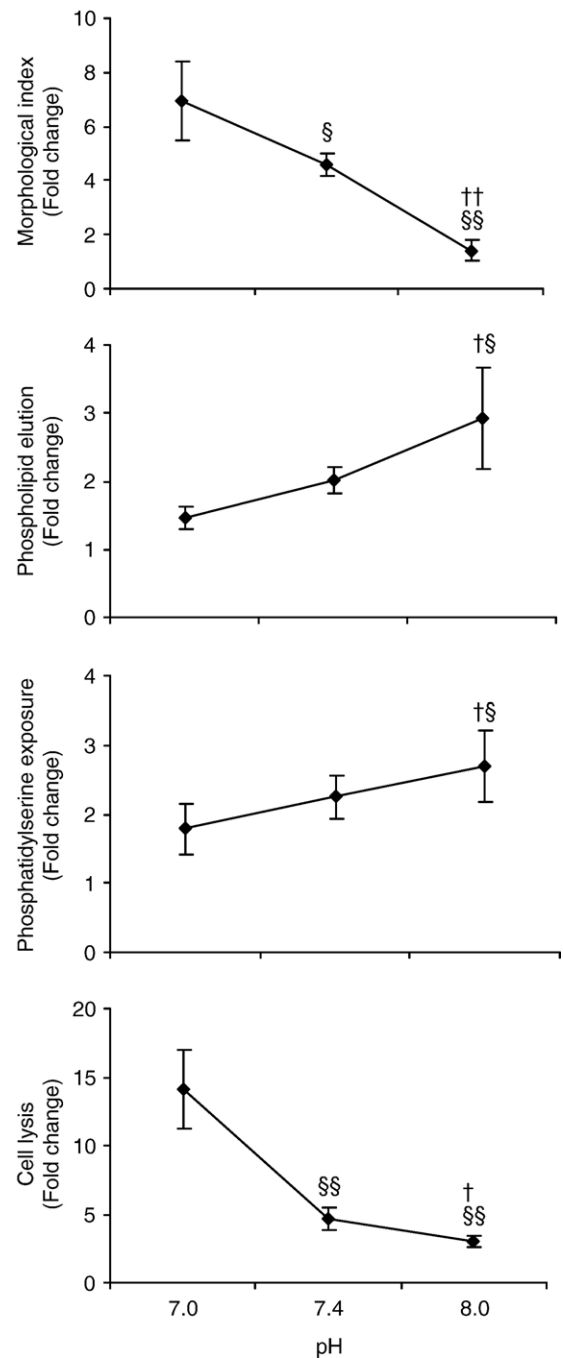 Morphological index
(Fold change)
10
8
6
4
2
0
§
††
§§
Phospholipid elution
(Fold change)
4
3
2
1
0
†§
Phosphatidylserine exposure
(Fold change)
4
3
2
1
0
†§
Cell lysis
(Fold change)
20
15
10
5
0
§§
†
§§
7.0 7.4 8.0
pH